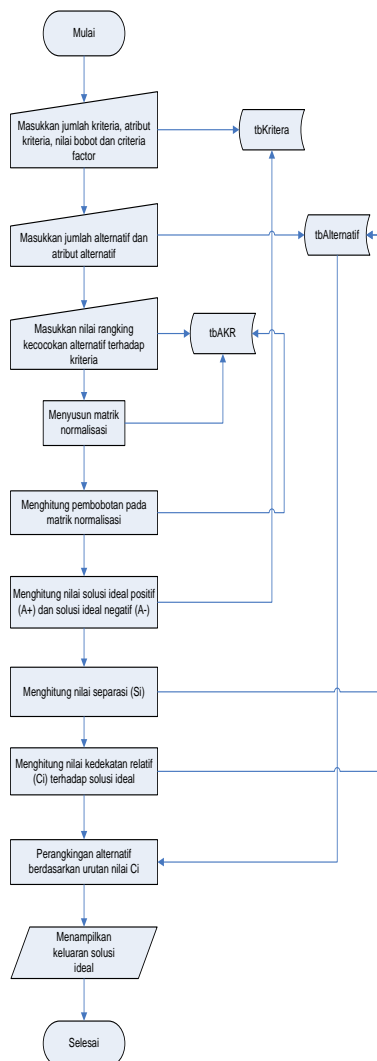 Mulai
Masukkan jumlah kriteria, atribut
kriteria, nilai bobot dan criteria
factor
tbKritera
Masukkan jumlah alternatif dan
atribut alternatif
tbAlternatif
Masukkan nilai rangking
kecocokan alternatif terhadap
kriteria
tbAKR
Menyusun matrik
normalisasi
Menghitung pembobotan pada
matrik normalisasi
Menghitung nilai solusi ideal positif
(A+) dan solusi ideal negatif (A-)
Menghitung nilai separasi (Si)
Menghitung nilai kedekatan relatif
(Ci) terhadap solusi ideal
Perangkingan alternatif
berdasarkan urutan nilai Ci
Menampilkan
keluaran solusi
ideal
Selesai